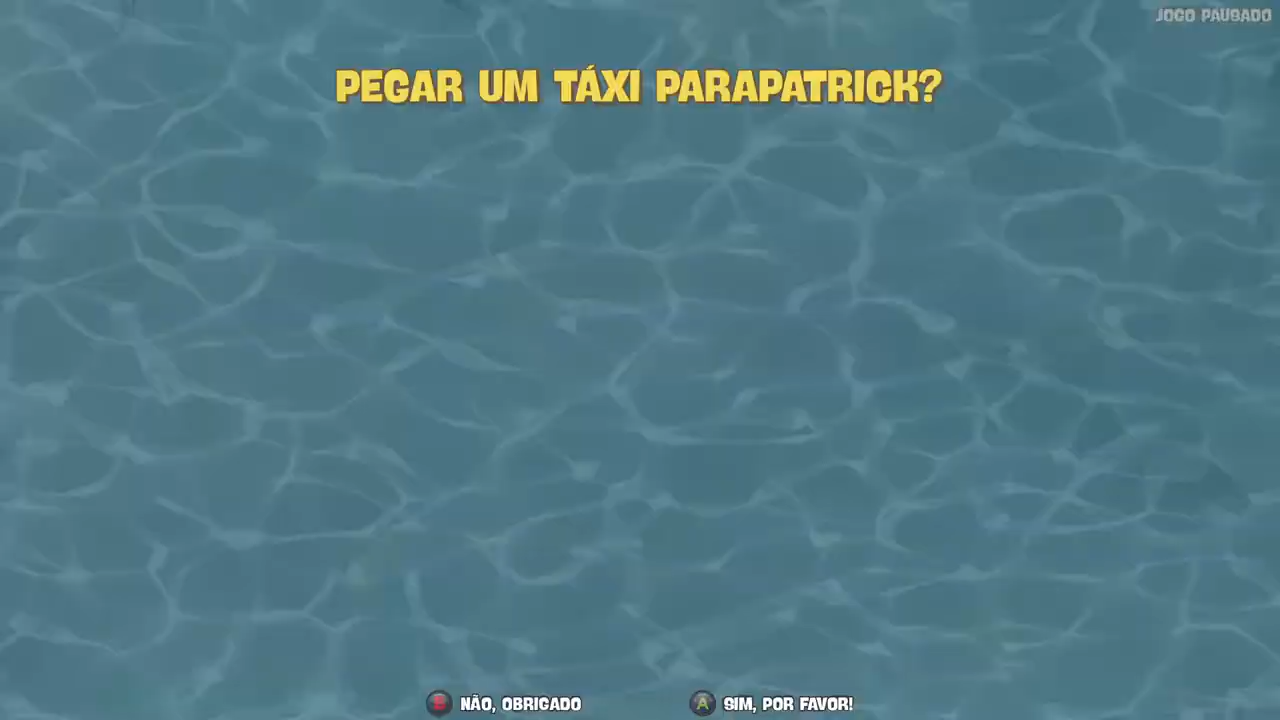 JOGO PAUSADO
PEGAR UM TÁXI PARAPATRICK?
B NÃO, OBRIGADO
A SIM, POR FAVOR!